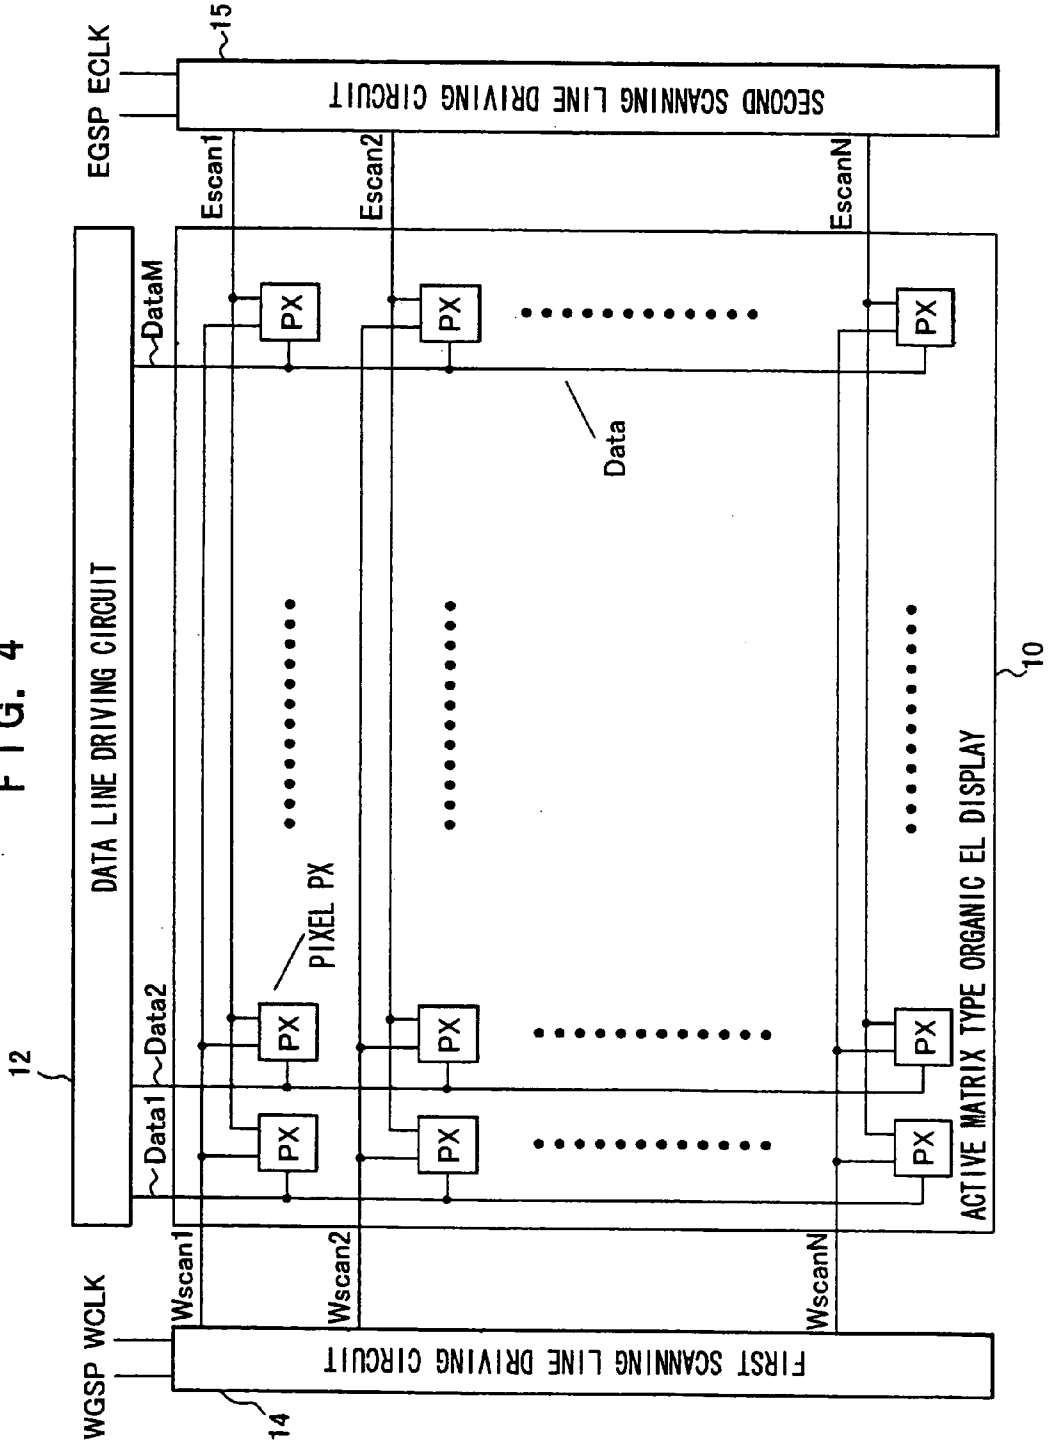 FIG. 4
12
DATA LINE DRIVING CIRCUIT
WGSP WCLK
EGSP ECLK
14
15
Data1
Data2
DataM
Wscan1
Escan1
PX
PX
PX
PIXEL PX
Wscan2
Escan2
PX
PX
PX
Data
WscanN
EscanN
PX
PX
PX
FIRST SCANNING LINE DRIVING CIRCUIT
SECOND SCANNING LINE DRIVING CIRCUIT
ACTIVE MATRIX TYPE ORGANIC EL DISPLAY
10